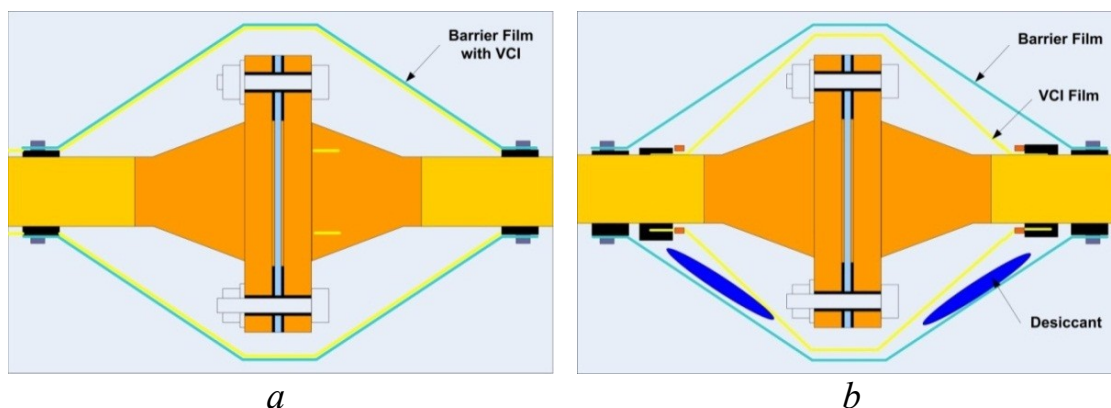 Barrier Film
with VCI
Barrier Film
VCI Film
Desiccant
a
b